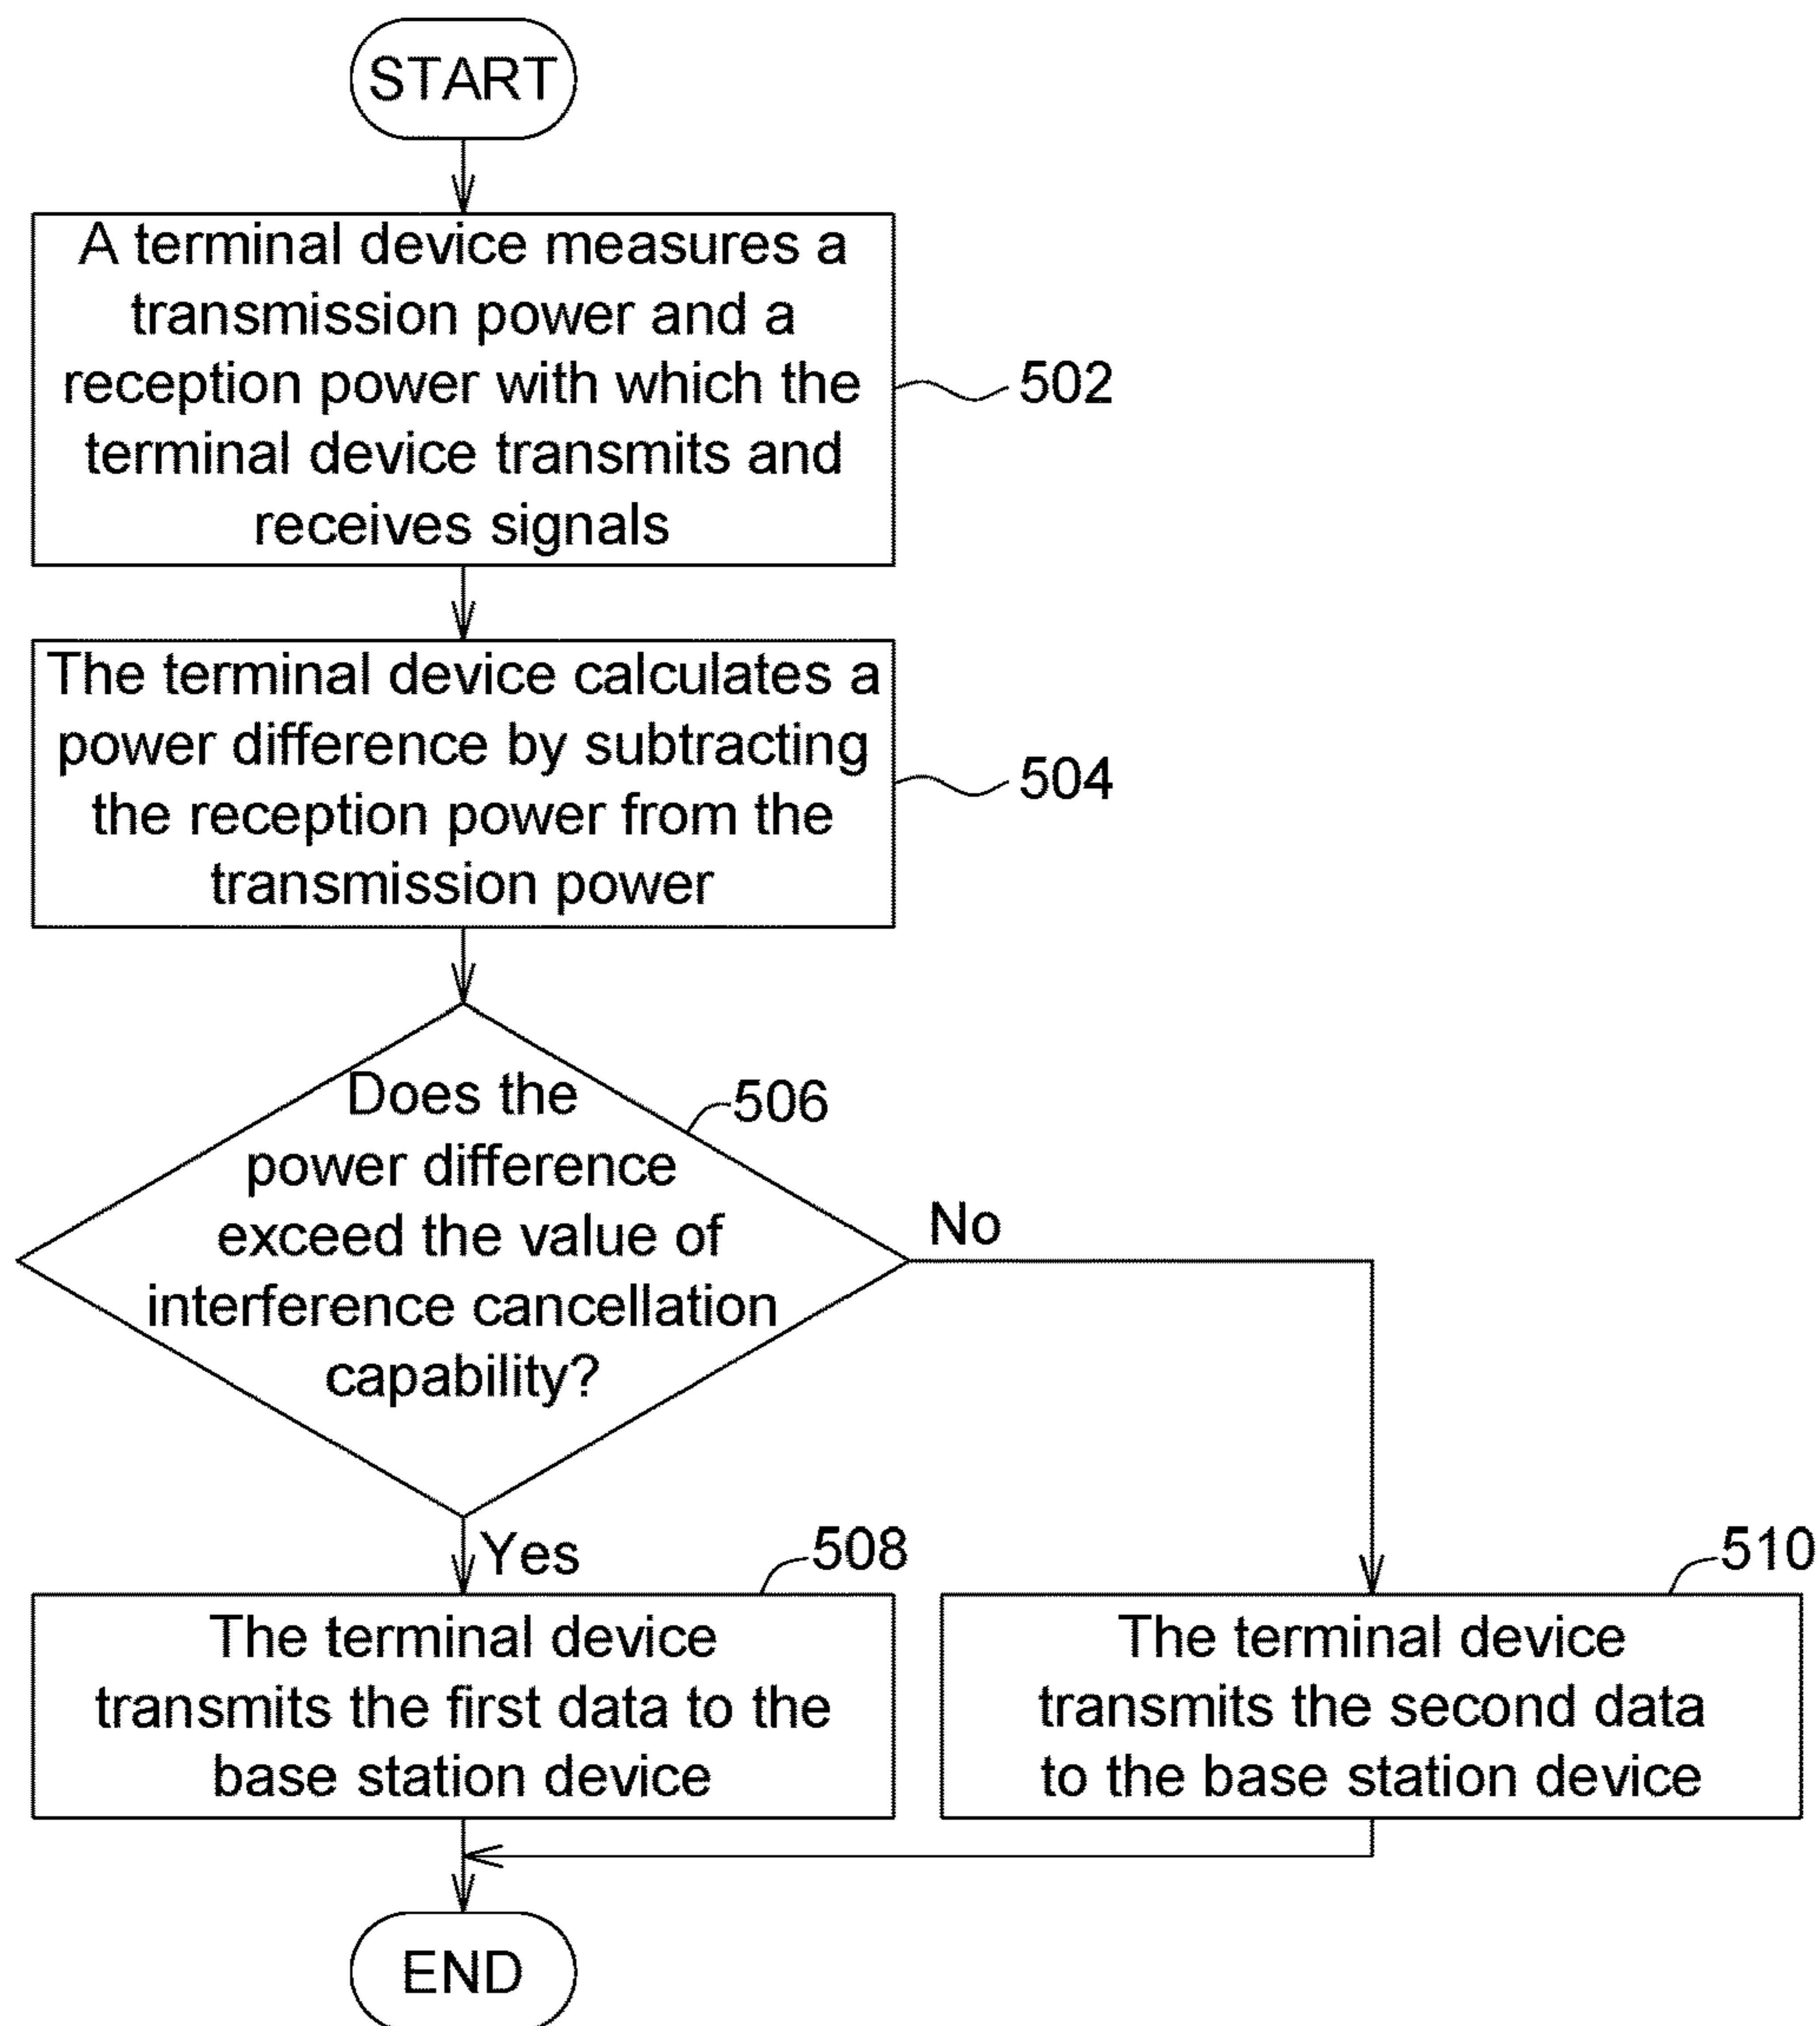 START
A terminal device measures a
transmission power and a
reception power with which the
terminal device transmits and
receives signals
502
The terminal device calculates a
power difference by subtracting
the reception power from the
transmission power
504
Does the
power difference
exceed the value of
interference cancellation
capability?
506
No
Yes
508
The terminal device
transmits the first data to the
base station device
510
The terminal device
transmits the second data
to the base station device
END